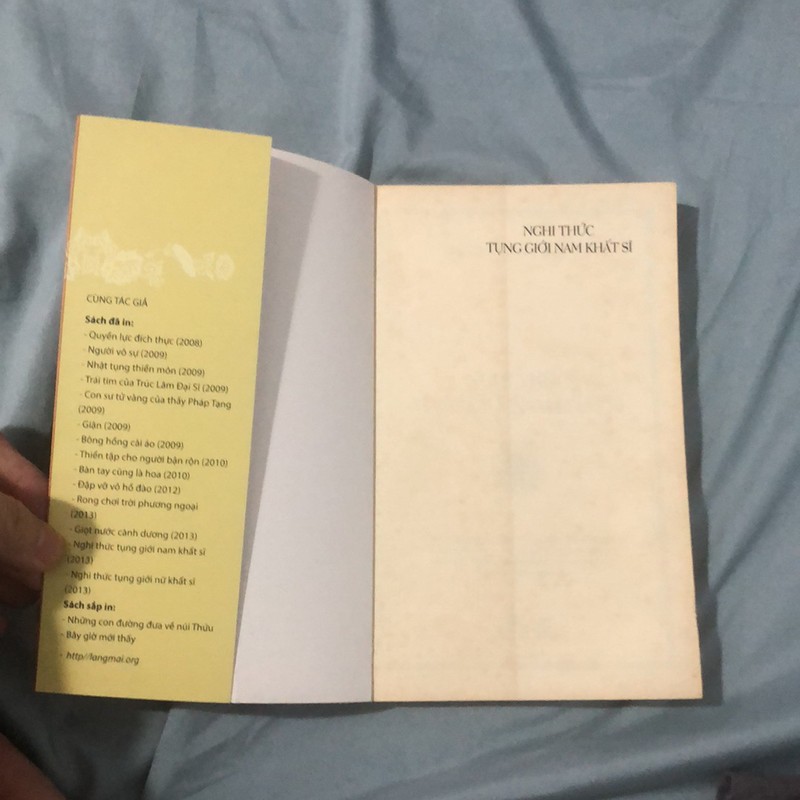 CÙNG TÁC GIẢ
Sách đã in:
- Quyền lực đích thực (2008)
- Người vô sự (2009)
- Nhật tụng thiền môn (2009)
- Trái tim của Trúc Lâm Đại Sĩ (2009)
- Con sư tử vàng của thầy Pháp Tạng
(2009)
- Giận (2009)
- Bông hồng cài áo (2009)
- Thiền tập cho người bận rộn (2010)
- Bàn tay cũng là hoa (2010)
- Đập vỡ vỏ hồ đào (2012)
- Rong chơi trời phương ngoại
(2013)
- Giọt nước cánh dương (2013)
- Nghi thức tụng giới nam khất sĩ
(2013)
- Nghi thức tụng giới nữ khất sĩ
(2013)
Sách sắp in:
- Những con đường đưa về núi Thứu
- Bây giờ mới thấy
- http//langmai.org
NGHI THỨC
TỤNG GIỚI NAM KHẤT SĨ